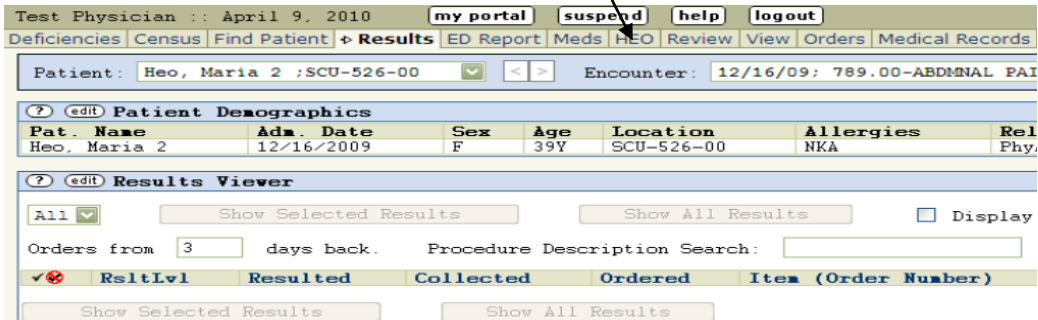 Test Physician :: April 9, 2010 my portal suspend help logout
Deficiencies Census Find Patient Results ED Report Meds HEO Review View Orders Medical Records
Patient: Heo, Maria 2 ;SCU-526-00 < > Encounter: 12/16/09; 789.00-ABDMNAL PAI
? edit Patient Demographics
Pat. Name Adm. Date Sex Age Location Allergies Rel
Heo, Maria 2 12/16/2009 F 39Y SCU-526-00 NKA Phy
? edit Results Viewer
All Show Selected Results Show All Results Display
Orders from 3 days back. Procedure Description Search:
RsltLvl Resulted Collected Ordered Item (Order Number)
Show Selected Results Show All Results